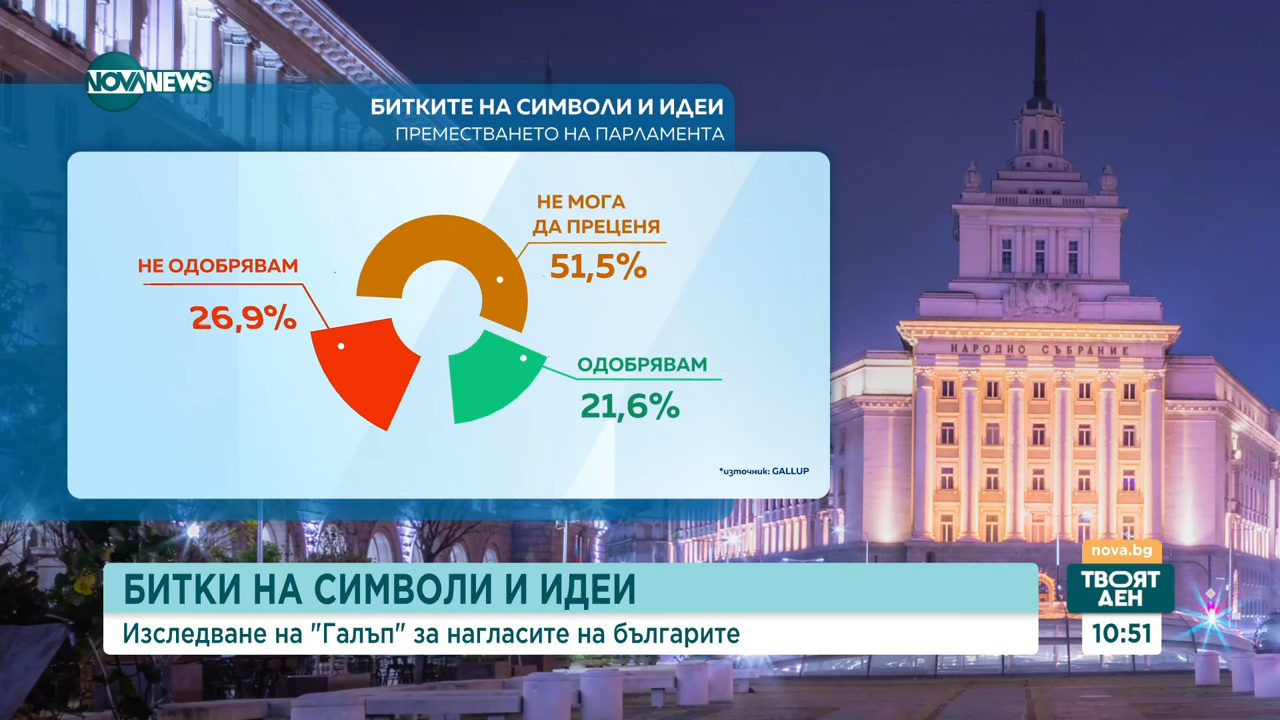 NOVANEWS
БИТКИТЕ НА СИМВОЛИ И ИДЕИ
ПРЕМЕСТВАНЕТО НА ПАРЛАМЕНТА
НЕ МОГА
ДА ПРЕЦЕНЯ
51,5%
НЕ ОДОБРЯВАМ
26,9%
ОДОБРЯВАМ
21,6%
*източник: GALLUP
НАРОДНО СЪБРАНИЕ
БИТКИ НА СИМВОЛИ И ИДЕИ
Изследване на "Галъп" за нагласите на българите
nova.bg
ТВОЯТ
ДЕН
10:51